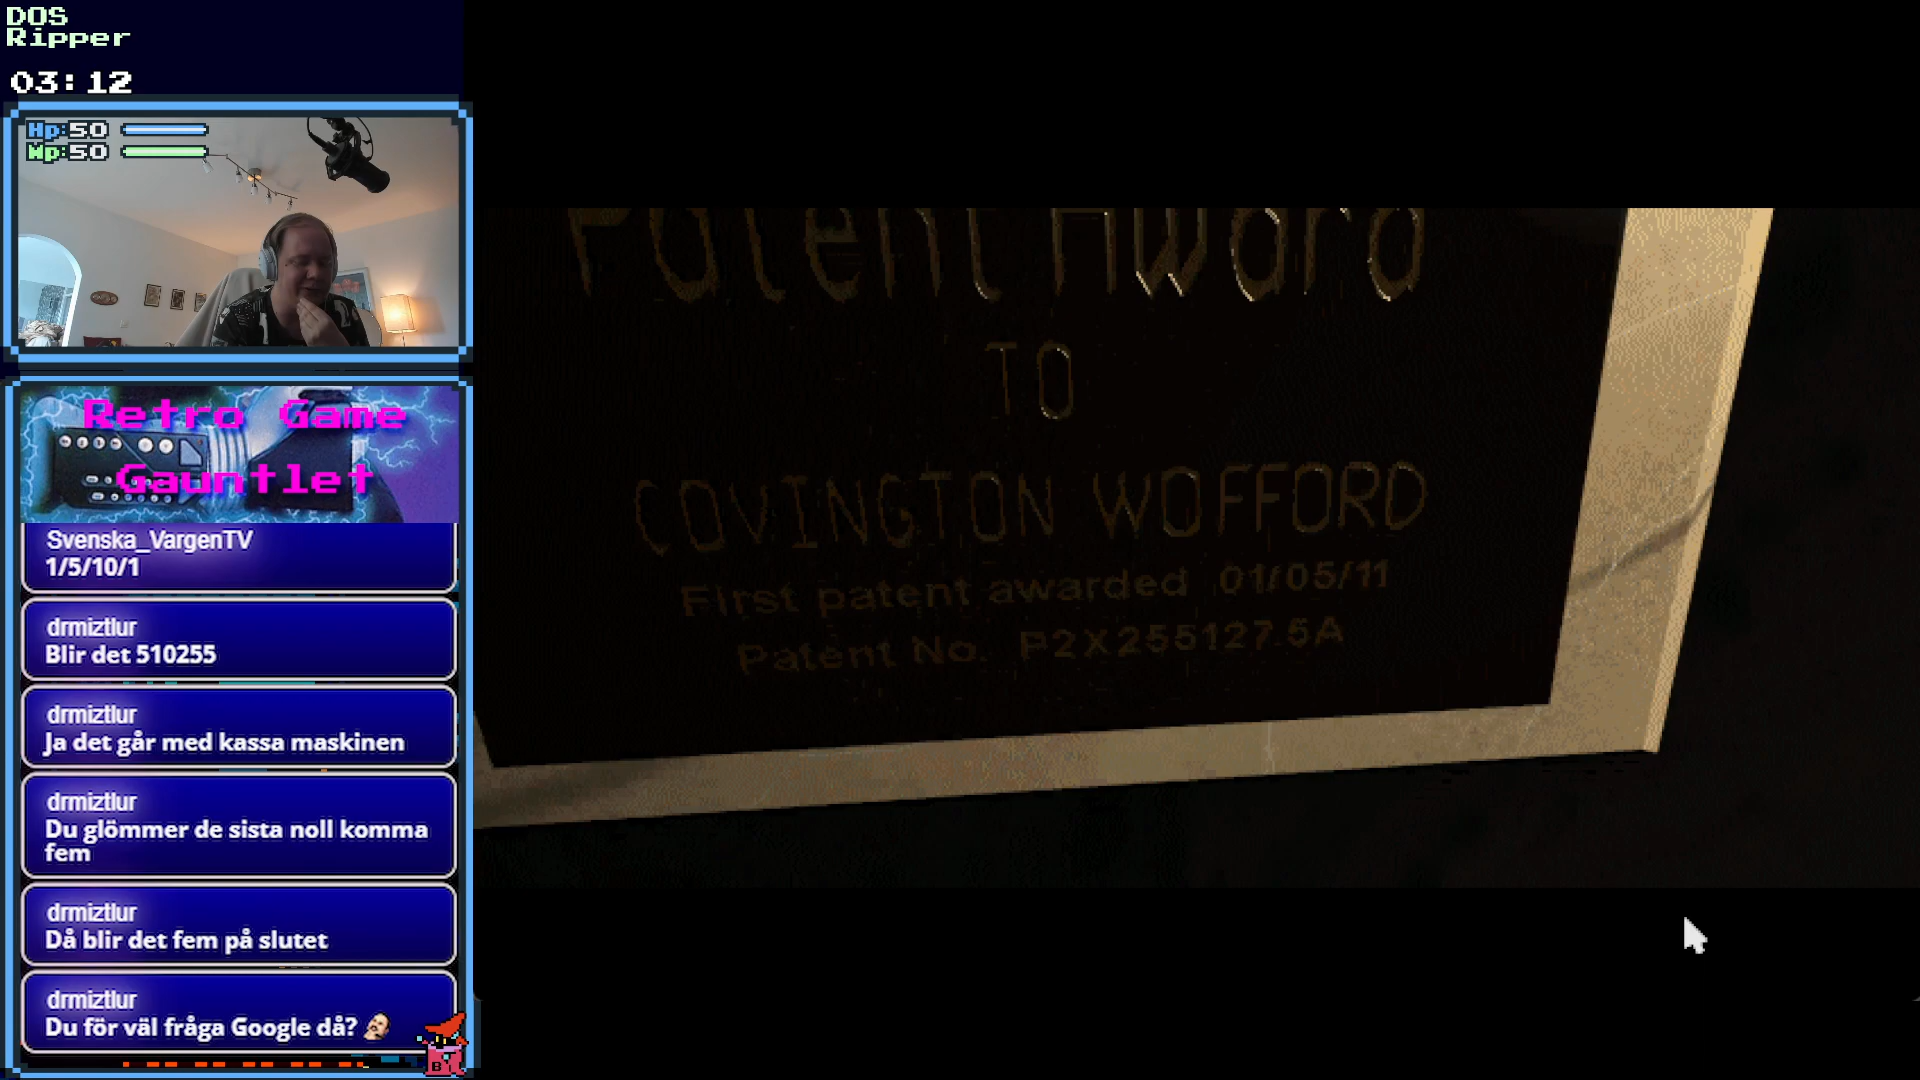 DOS
Ripper
03:12
Hp:50
Mp:50
Retro Game
Gauntlet
Svenska_VargenTV
1/5/10/1
drmiztlur
Blir det 510255
drmiztlur
Ja det går med kassa maskinen
drmiztlur
Du glömmer de sista noll komma
fem
drmiztlur
Då blir det fem på slutet
drmiztlur
Du för väl fråga Google då?
B
Patent Award
TO
COVINGTON WOFFORD
First patent awarded 01/05/11
Patent No. P2X255127.5A